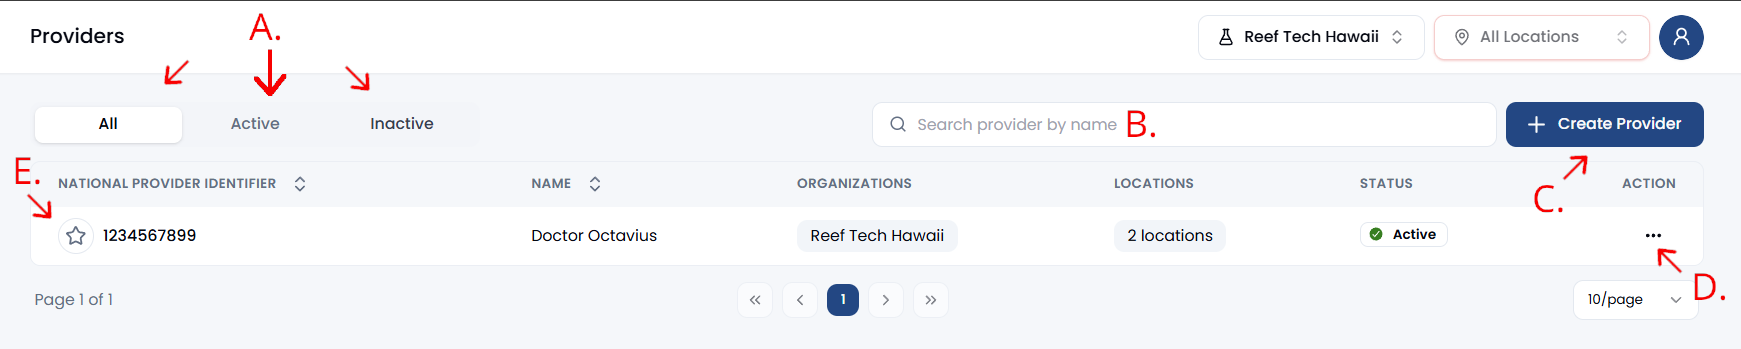 Providers
A.
Reef Tech Hawaii
All Locations
All
Active
Inactive
Search provider by name
B.
Create Provider
E.
NATIONAL PROVIDER IDENTIFIER
NAME
ORGANIZATIONS
LOCATIONS
STATUS
ACTION
C.
1234567899
Doctor Octavius
Reef Tech Hawaii
2 locations
Active
D.
Page 1 of 1
1
10/page